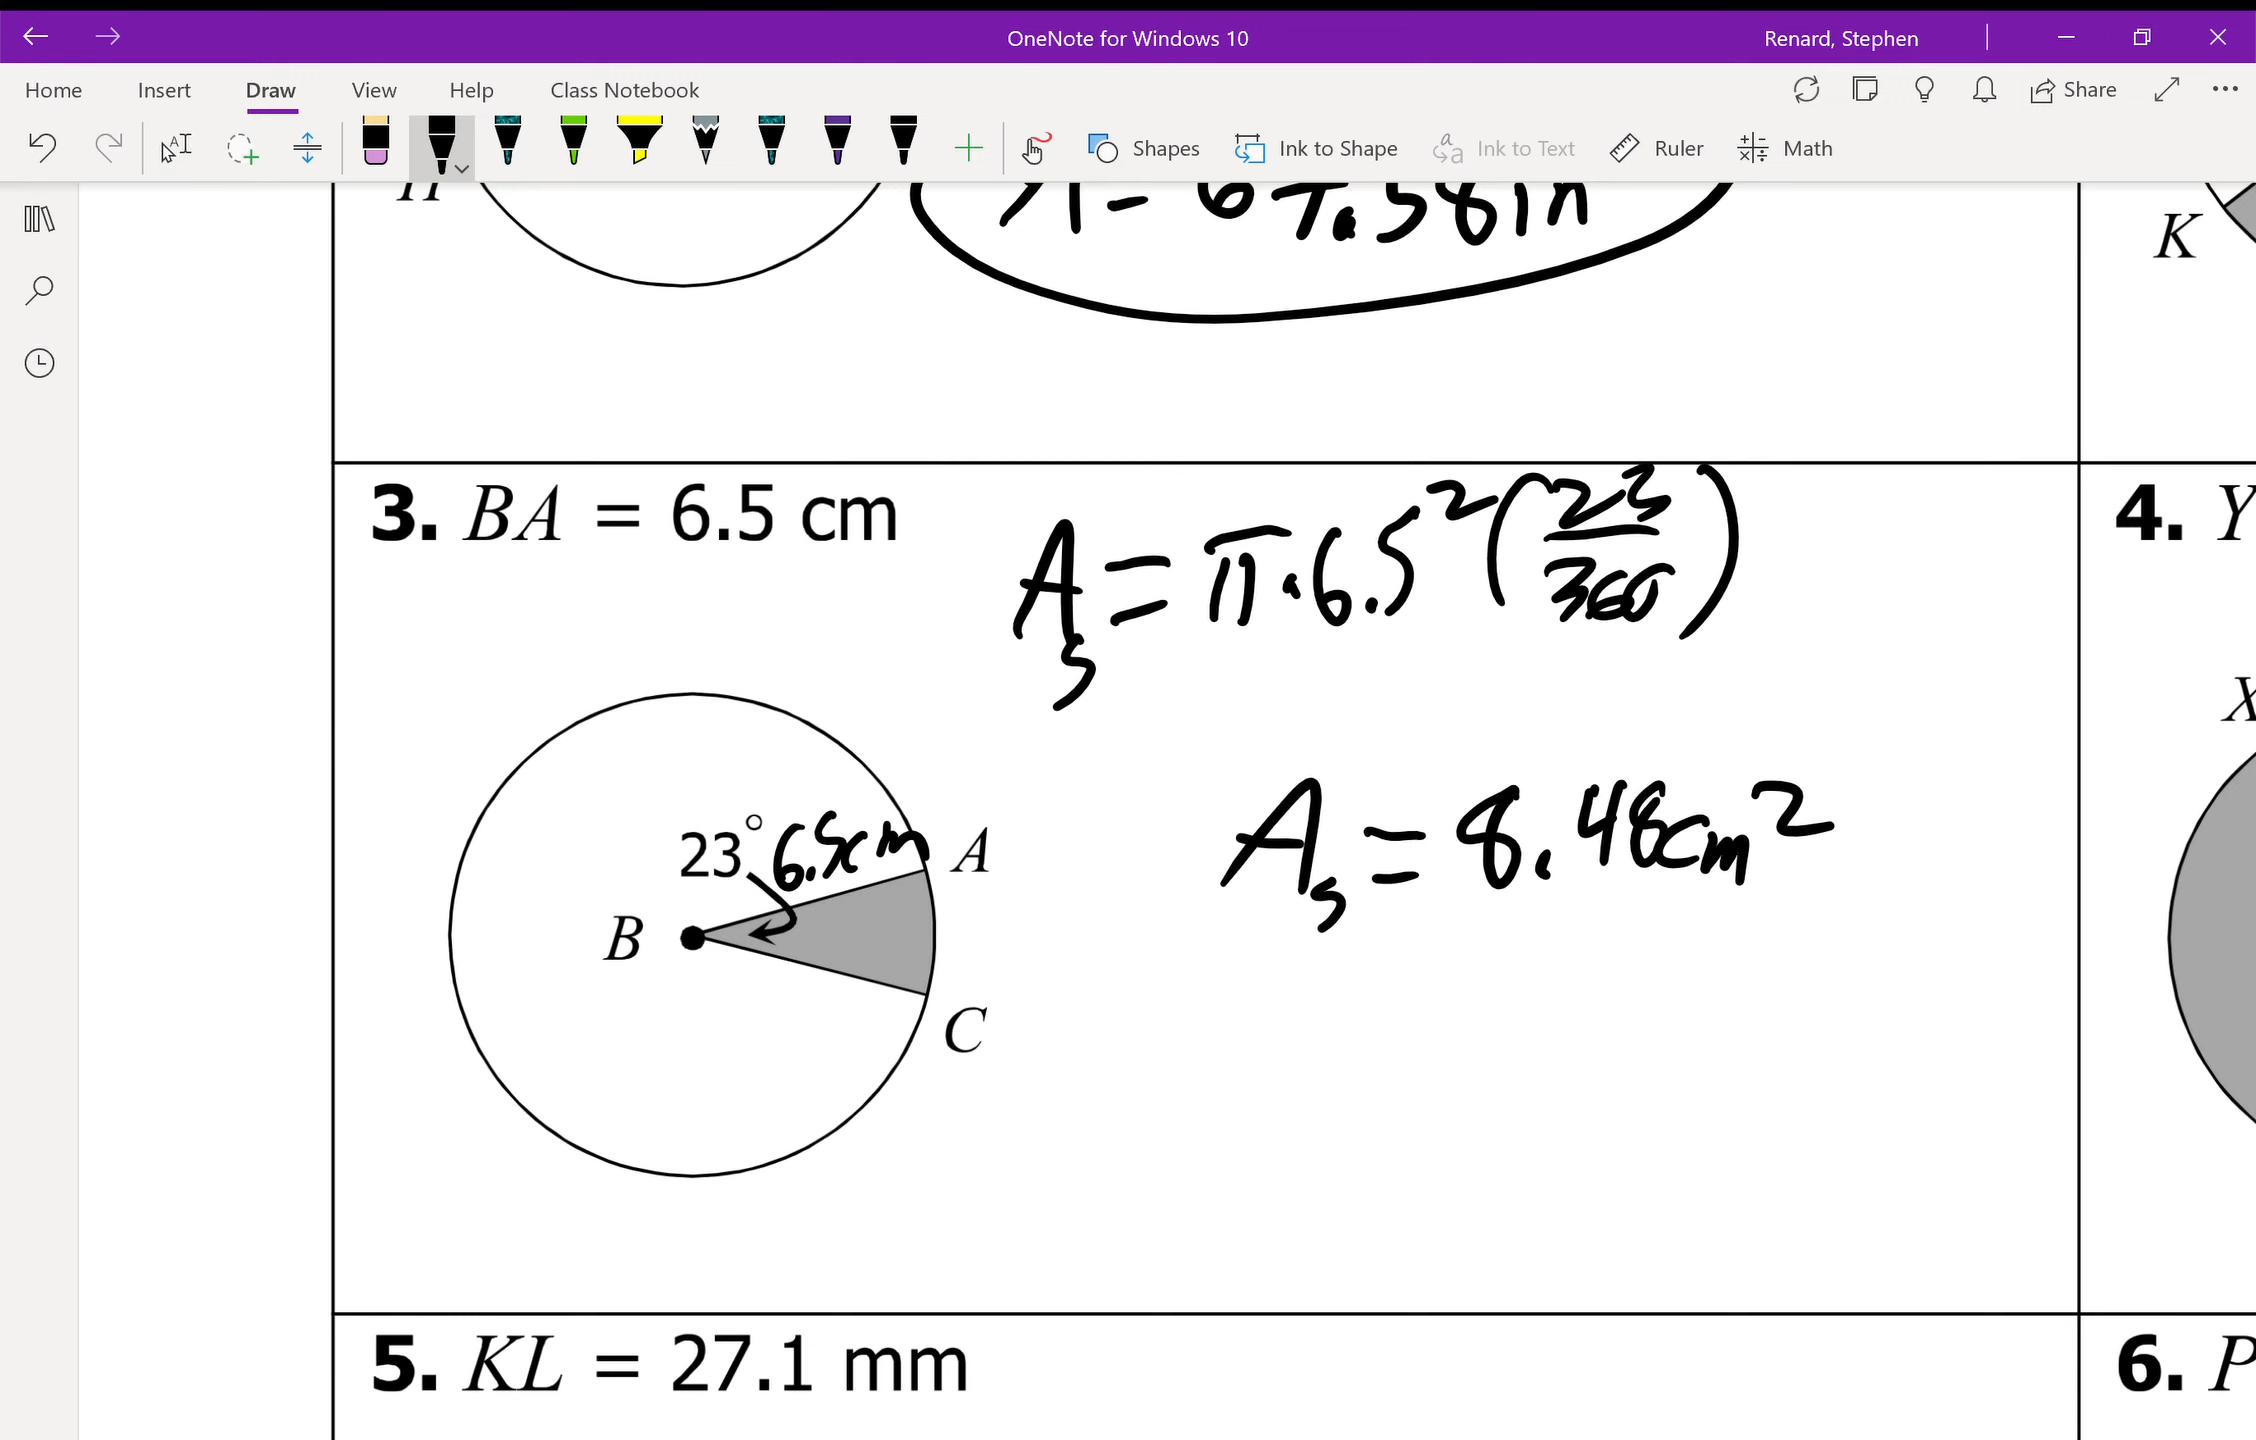 OneNote for Windows 10
Renard, Stephen
Home Insert Draw View Help Class Notebook
Share
Shapes Ink to Shape Ink to Text Ruler Math
H
K
3. BA = 6.5 cm
A_s = π·6.5²(23/360)
4. Y
X
23° 6.5cm A
A_s = 8.48cm²
B
C
5. KL = 27.1 mm
6. P